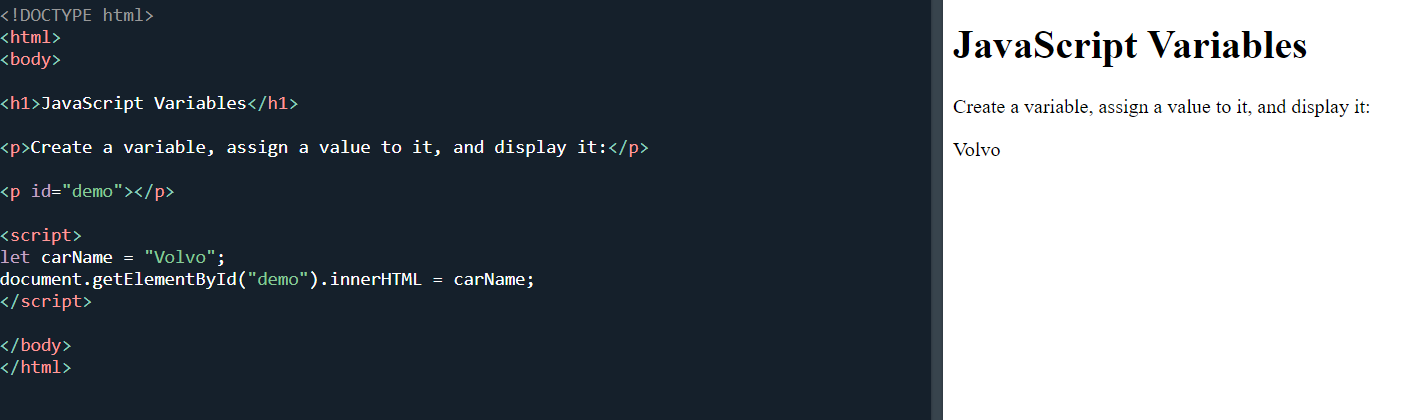 <!DOCTYPE html>
<html>
<body>
<h1>JavaScript Variables</h1>
<p>Create a variable, assign a value to it, and display it:</p>
<p id="demo"></p>
<script>
let carName = "Volvo";
document.getElementById("demo").innerHTML = carName;
</script>
</body>
</html>
JavaScript Variables
Create a variable, assign a value to it, and display it:
Volvo